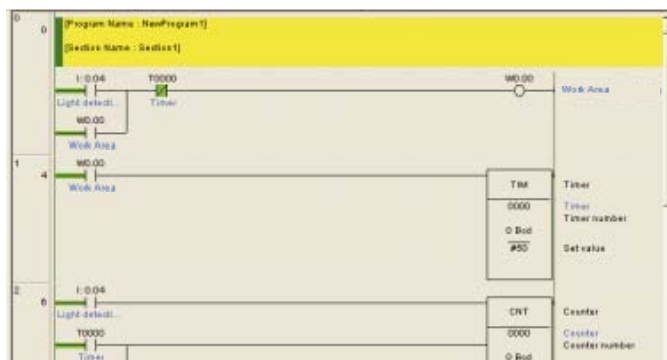 0
0
[Program Name : NewProgram1]
[Section Name : Section1]
I: 0.04 T0000 W0.00
Work Area
Light detecti... Timer
W0.00
Work Area
1
4
W0.00
Work Area
TIM Timer
0000 Timer
Timer number
0 Bcd
#50 Set value
2
6
I: 0.04
Light detecti...
CNT Counter
T0000 0000 Counter
Counter number
Timer 0 Bcd